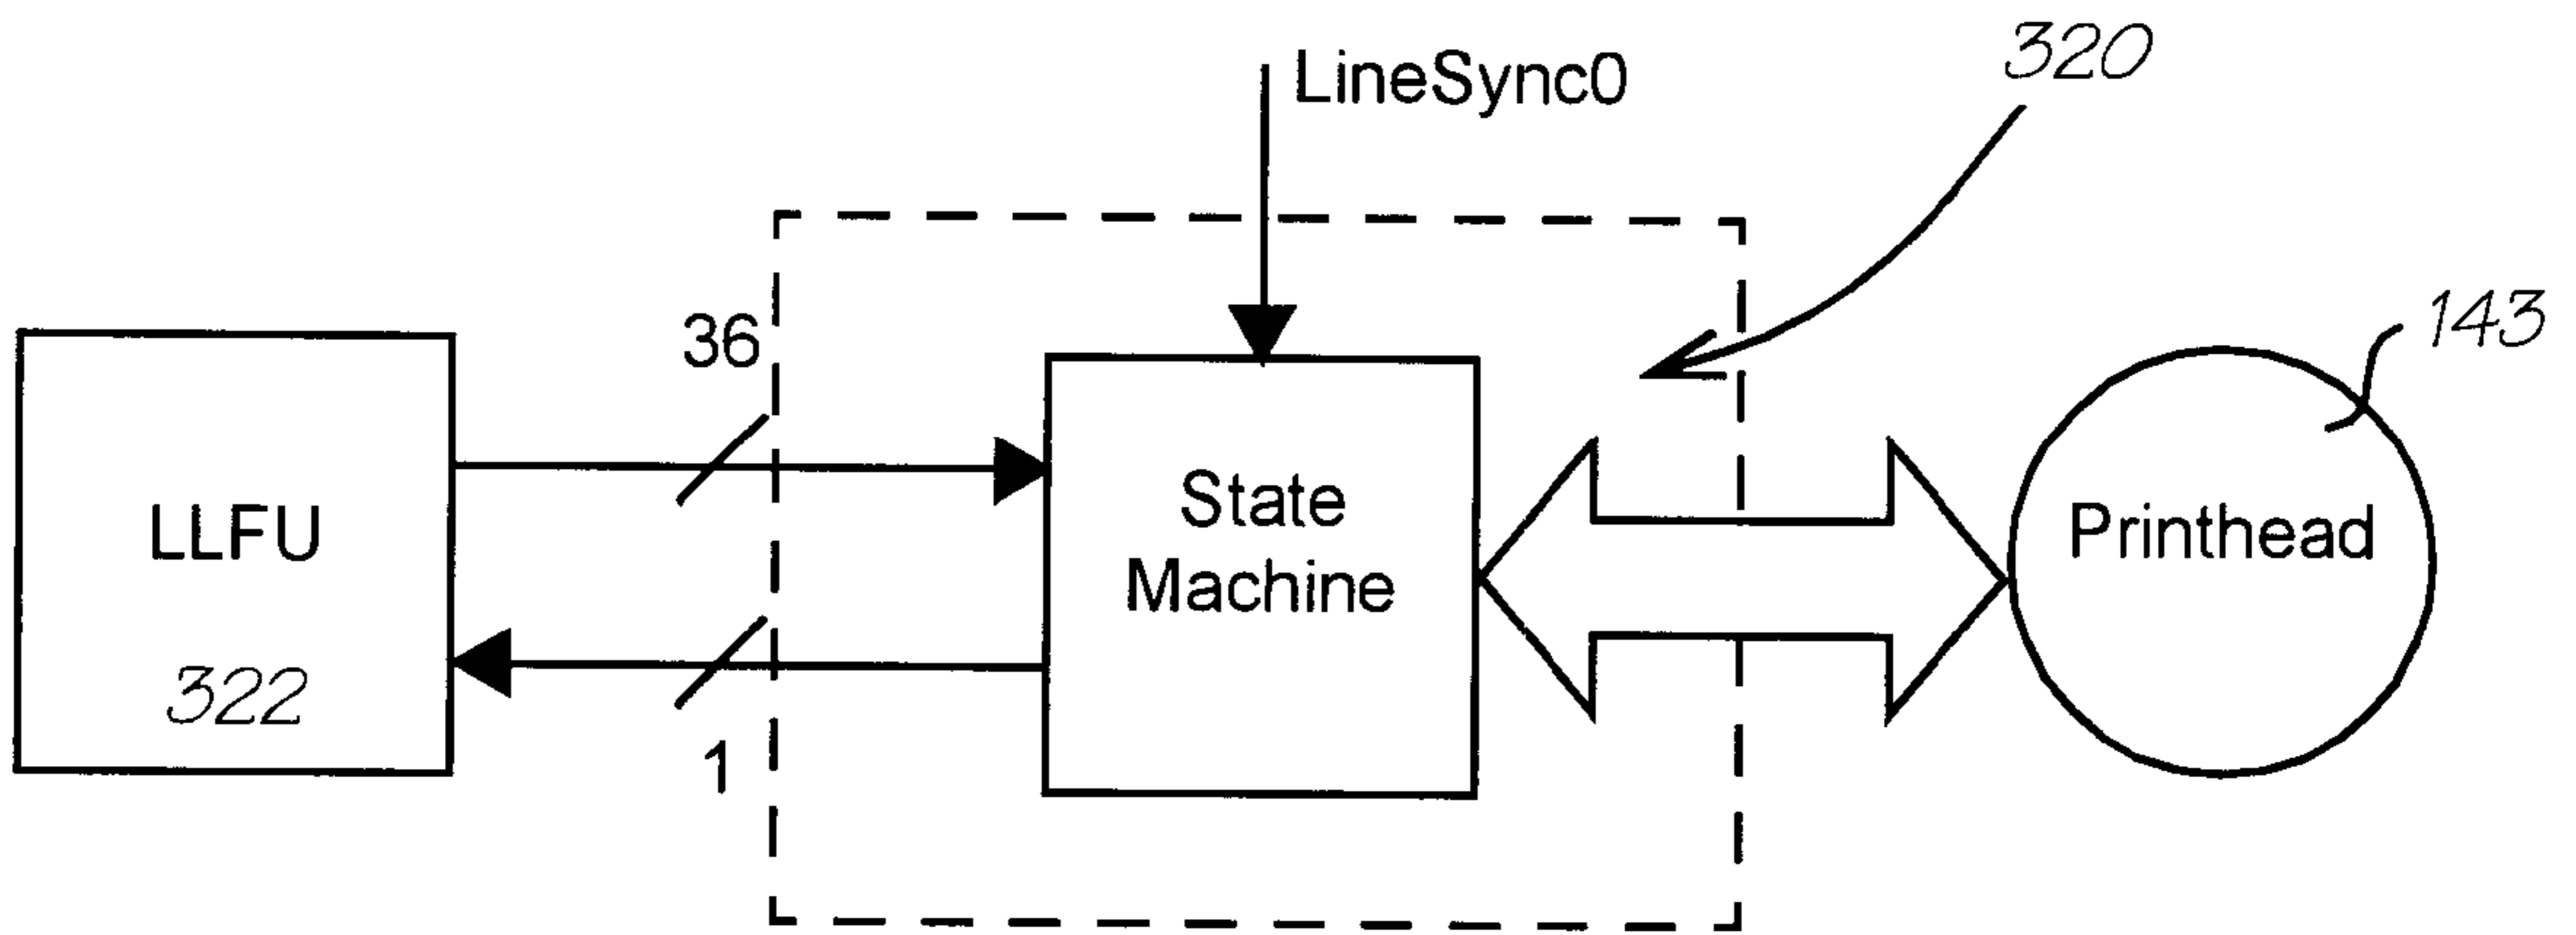 LineSync0
320
36
143
LLFU
322
State
Machine
Printhead
1